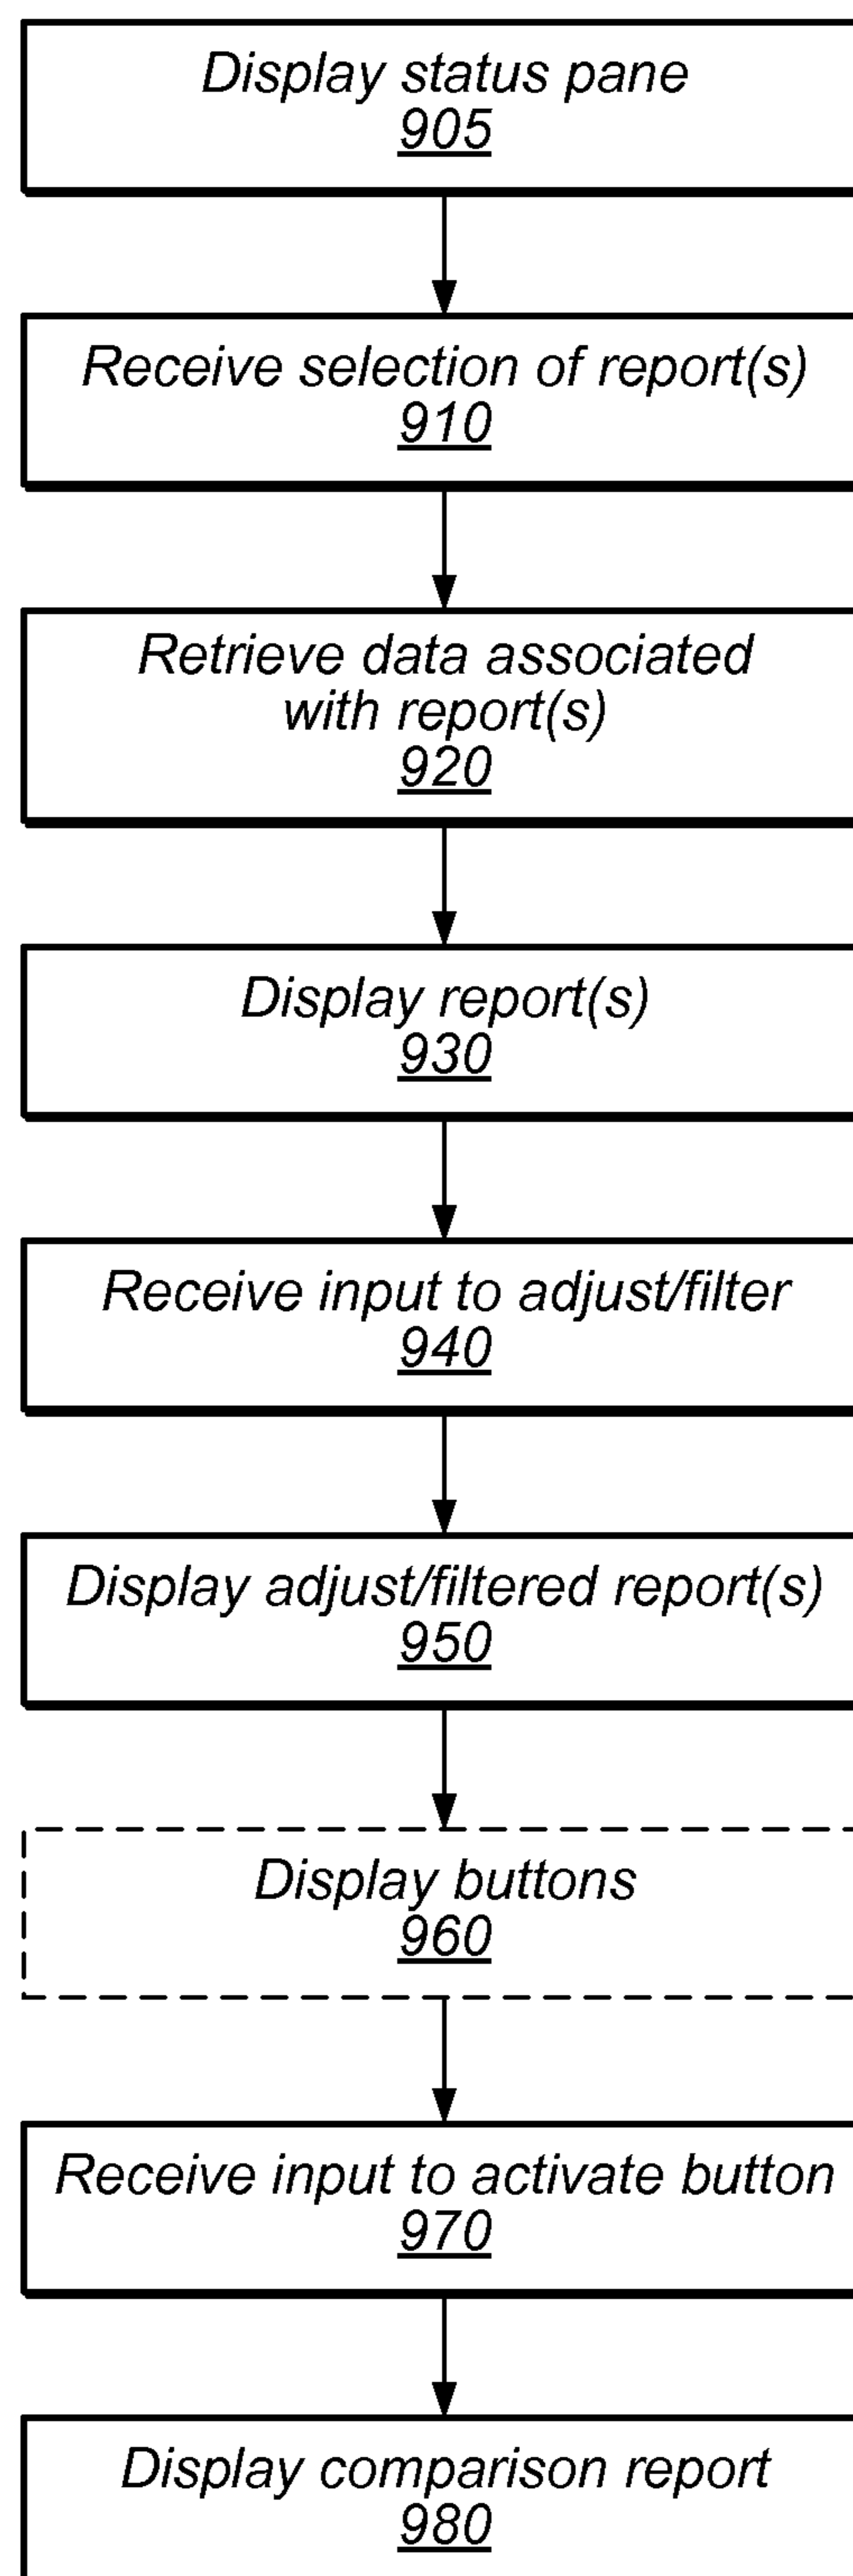 Display status pane
905
Receive selection of report(s)
910
Retrieve data associated
with report(s)
920
Display report(s)
930
Receive input to adjust/filter
940
Display adjust/filtered report(s)
950
Display buttons
960
Receive input to activate button
970
Display comparison report
980